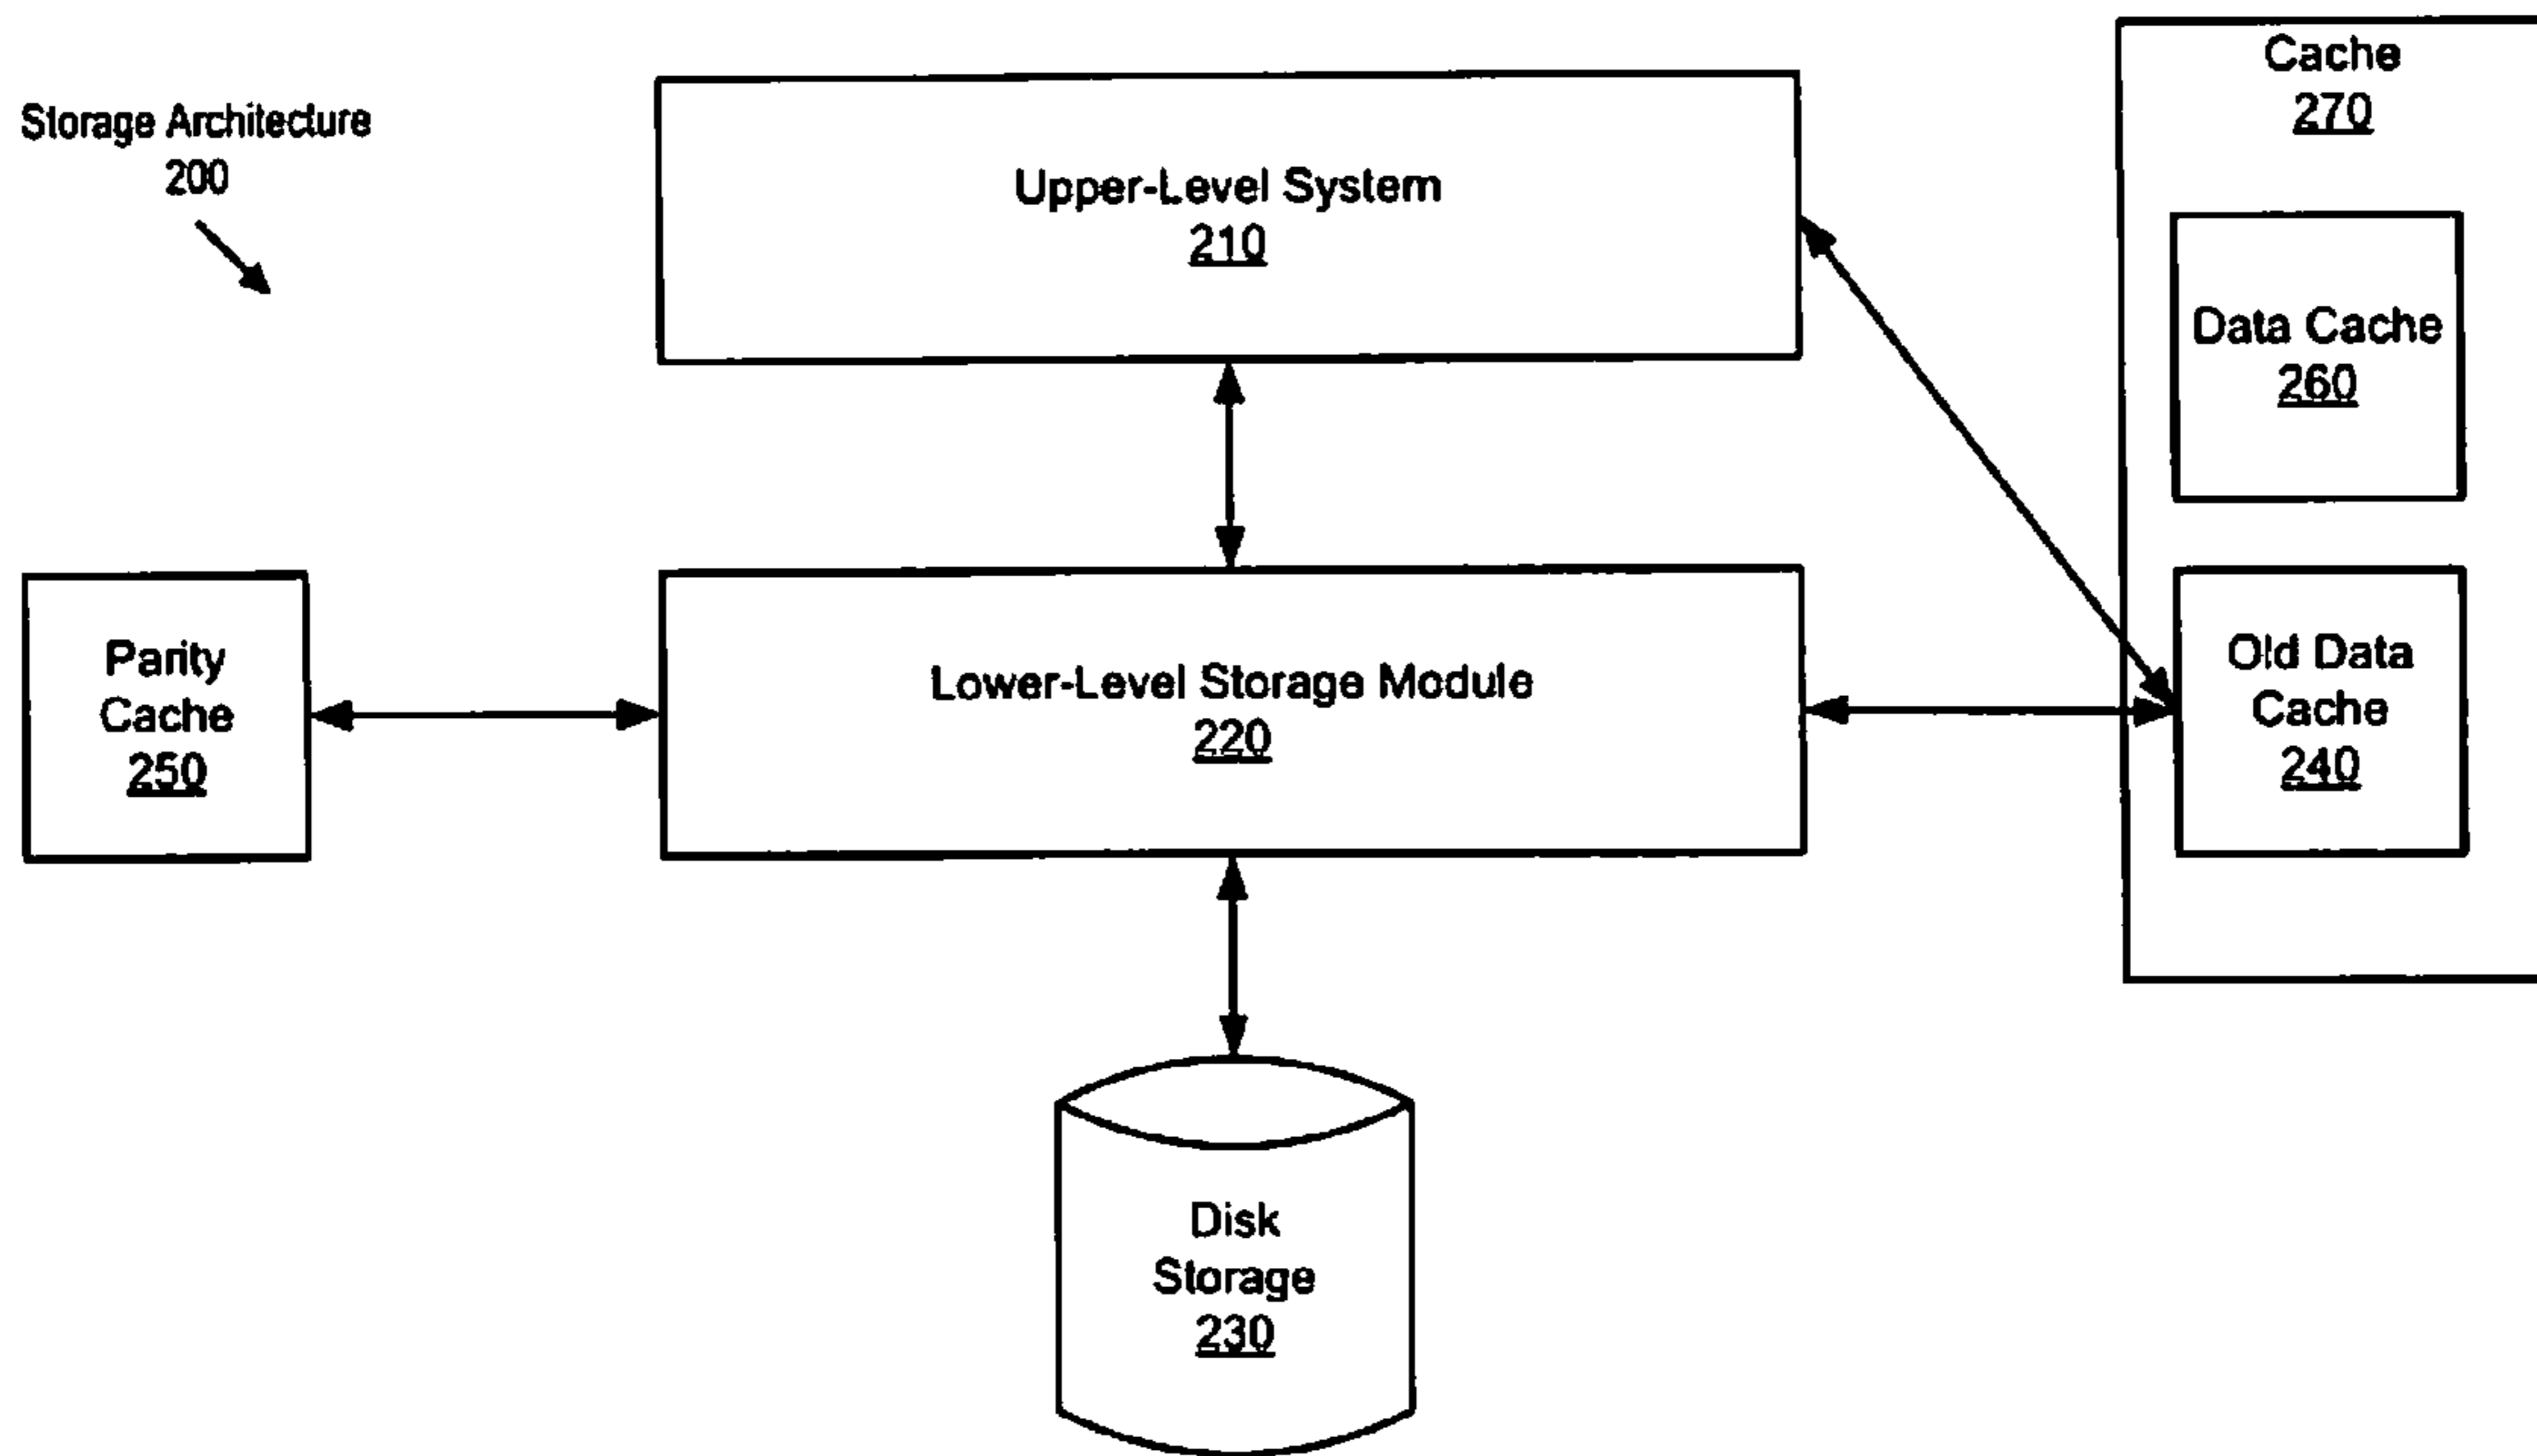 Storage Architecture
200
Upper-Level System
210
Cache
270
Data Cache
260
Parity
Cache
250
Lower-Level Storage Module
220
Old Data
Cache
240
Disk
Storage
230